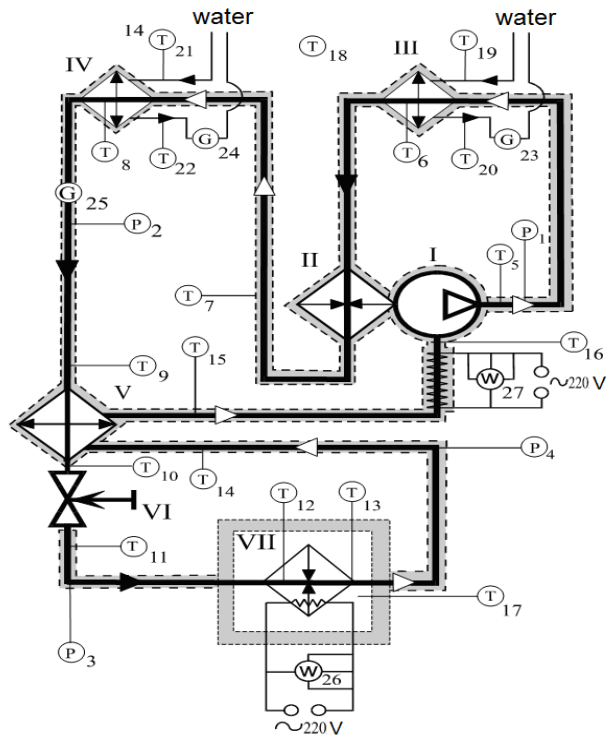 water water
14 T 21
T 18
III
T 19
IV
T 8
T 22
G 24
T 6
T 20
G 23
G 25
P 2
II
I
P 1
T 5
T 7
T 15
T 16
T 9
W 27
~220 V
V
P 4
T 10
T 14
VI
T 12
T 13
T 11
VII
T 17
P 3
W 26
~220 V